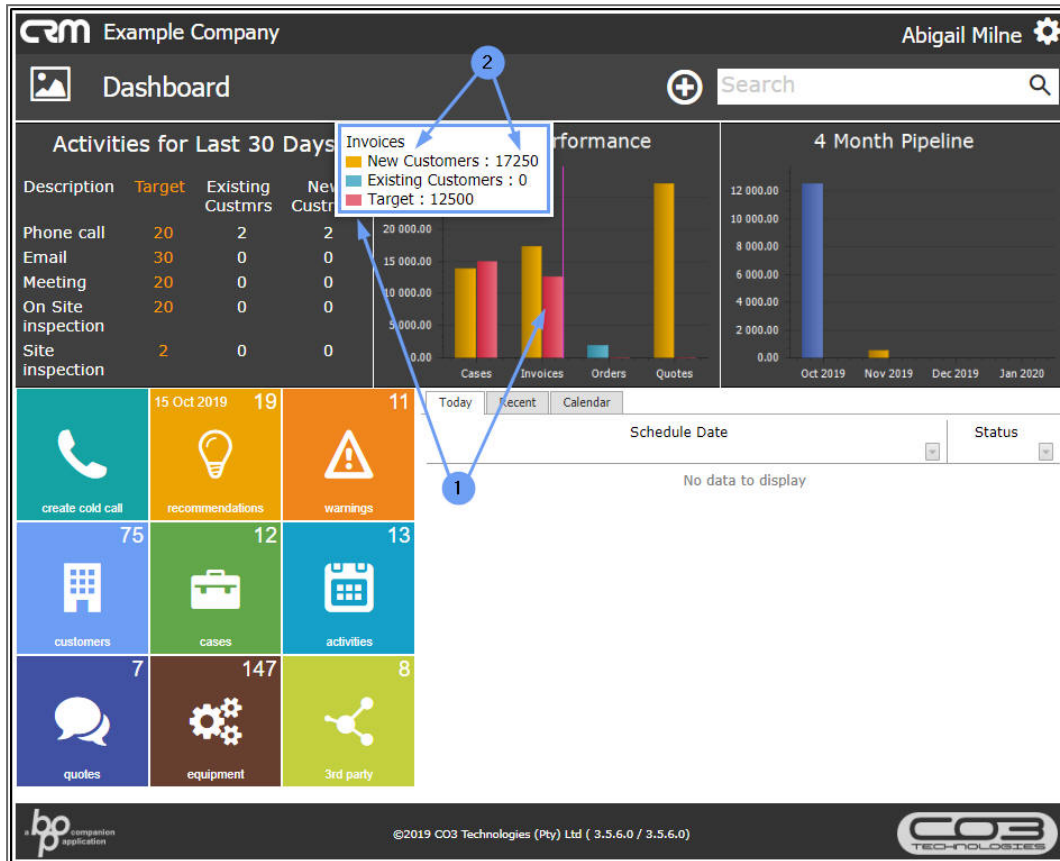 CRM Example Company
Abigail Milne
Dashboard
Search
2
Activities for Last 30 Days
Description Target Existing Custmrs New
Phone call 20 2 2
Email 30 0 0
Meeting 20 0 0
On Site inspection 20 0 0
Site inspection 2 0 0
Invoices
New Customers : 17250
Existing Customers : 0
Target : 12500
20 000.00
15 000.00
10 000.00
5 000.00
0.00
Cases Invoices Orders Quotes
4 Month Pipeline
12 000.00
10 000.00
8 000.00
6 000.00
4 000.00
2 000.00
0.00
Oct 2019 Nov 2019 Dec 2019 Jan 2020
1
create cold call
15 Oct 2019 19
recommendations
11
warnings
75
customers
12
cases
13
activities
7
quotes
147
equipment
8
3rd party
Today Recent Calendar
Schedule Date Status
No data to display
a bpo companion application
©2019 CO3 Technologies (Pty) Ltd ( 3.5.6.0 / 3.5.6.0)
CO3
TECHNOLOGIES